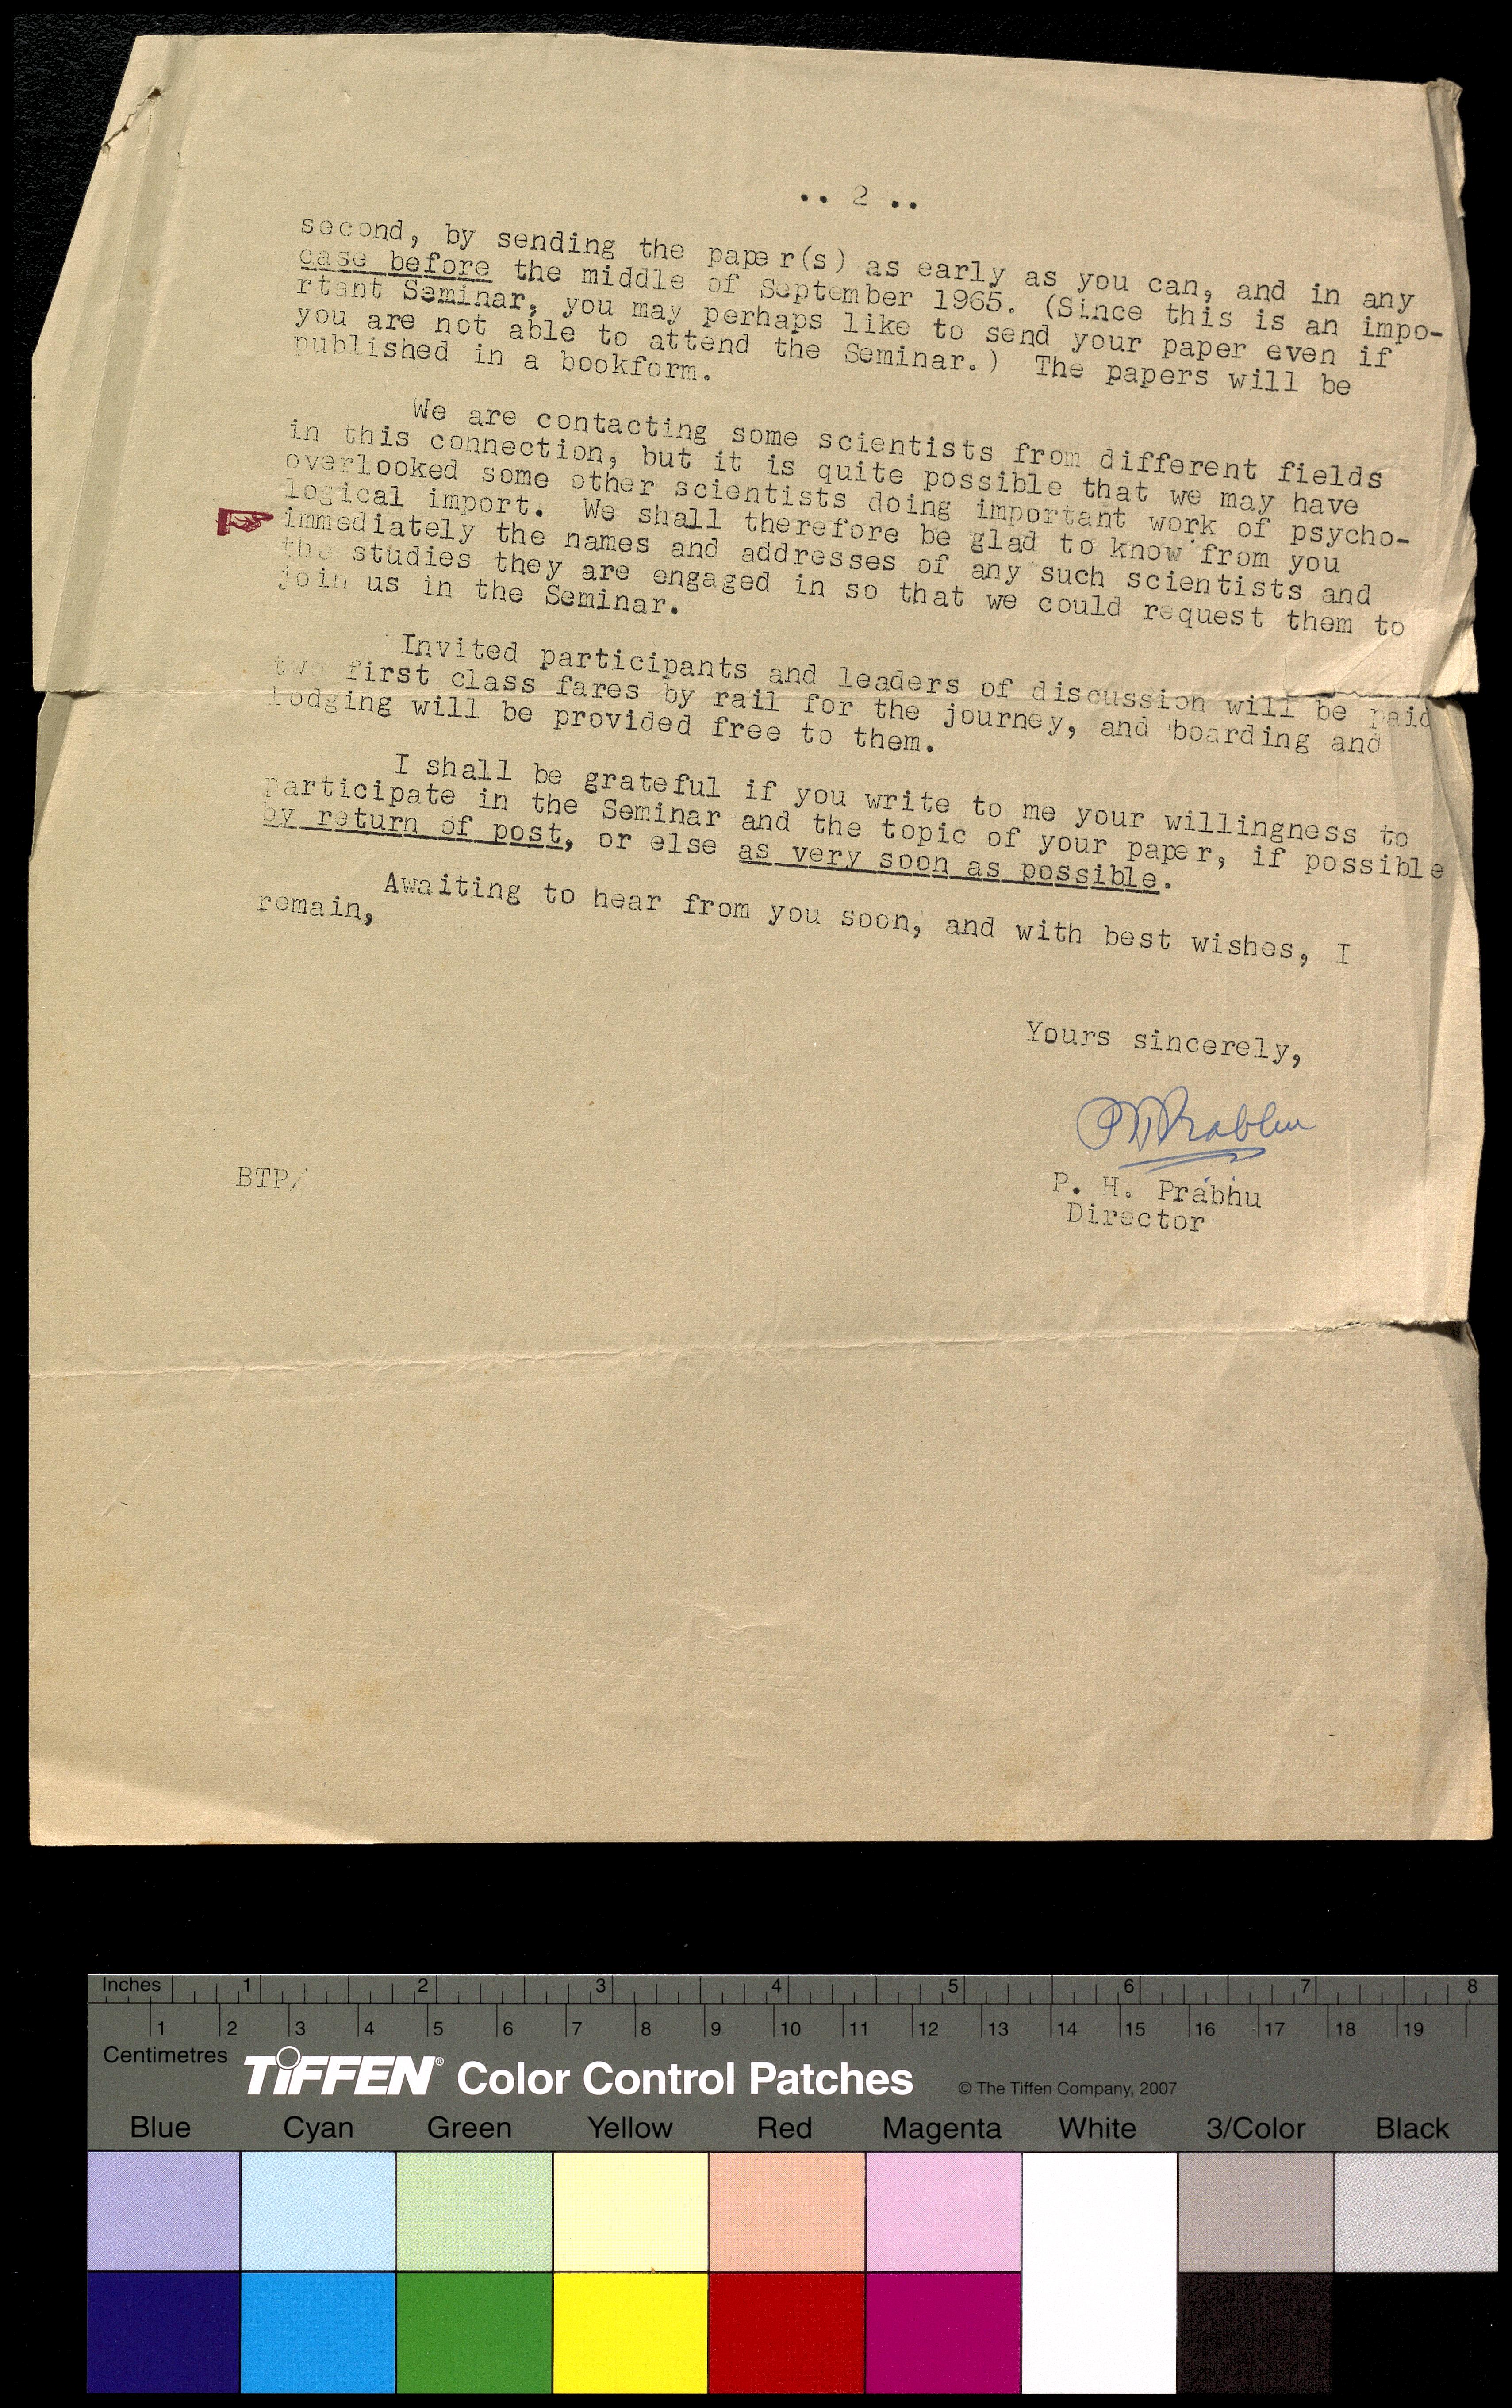 .. 2 ..
second, by sending the paper(s) as early as you can, and in any
case before the middle of September 1965. (Since this is an impo-
rtant Seminar, you may perhaps like to send your paper even if
you are not able to attend the Seminar.) The papers will be
published in a bookform.
We are contacting some scientists from different fields
in this connection, but it is quite possible that we may have
overlooked some other scientists doing important work of psycho-
logical import. We shall therefore be glad to know from you
immediately the names and addresses of any such scientists and
the studies they are engaged in so that we could request them to
join us in the Seminar.
Invited participants and leaders of discussion will be paid
two first class fares by rail for the journey, and boarding and
lodging will be provided free to them.
I shall be grateful if you write to me your willingness to
participate in the Seminar and the topic of your paper, if possible
by return of post, or else as very soon as possible.
Awaiting to hear from you soon, and with best wishes, I
remain,
Yours sincerely,
PHPrabhu
P. H. Prabhu
Director
BTP/
Inches 1 2 3 4 5 6 7 8
1 2 3 4 5 6 7 8 9 10 11 12 13 14 15 16 17 18 19
Centimetres
TIFFEN® Color Control Patches © The Tiffen Company, 2007
Blue Cyan Green Yellow Red Magenta White 3/Color Black